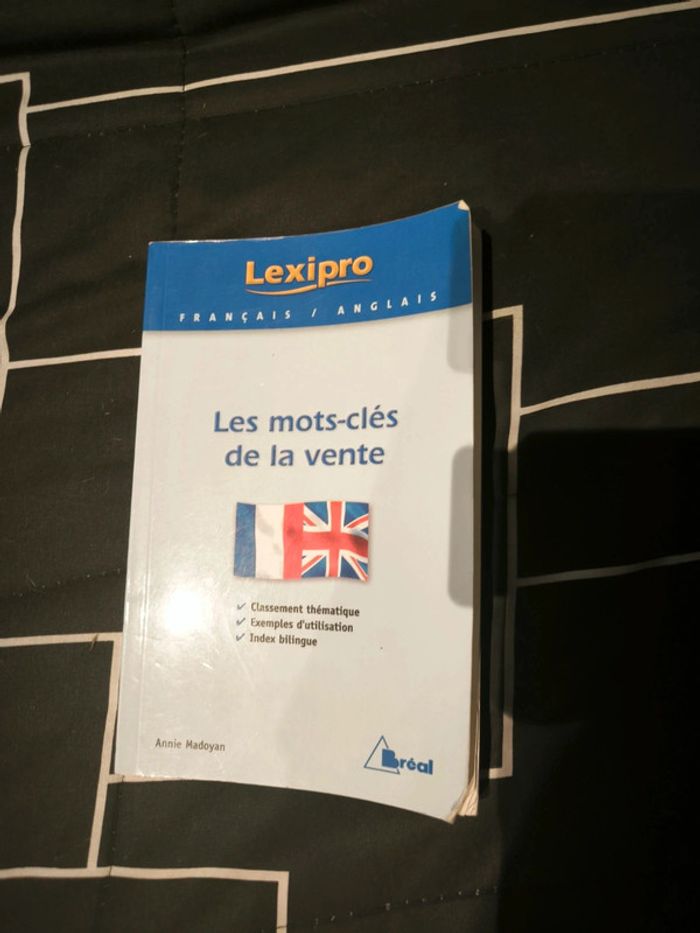 Lexipro
FRANÇAIS / ANGLAIS
Les mots-clés
de la vente
Classement thématique
Exemples d'utilisation
Index bilingue
Annie Madoyan
Bréal